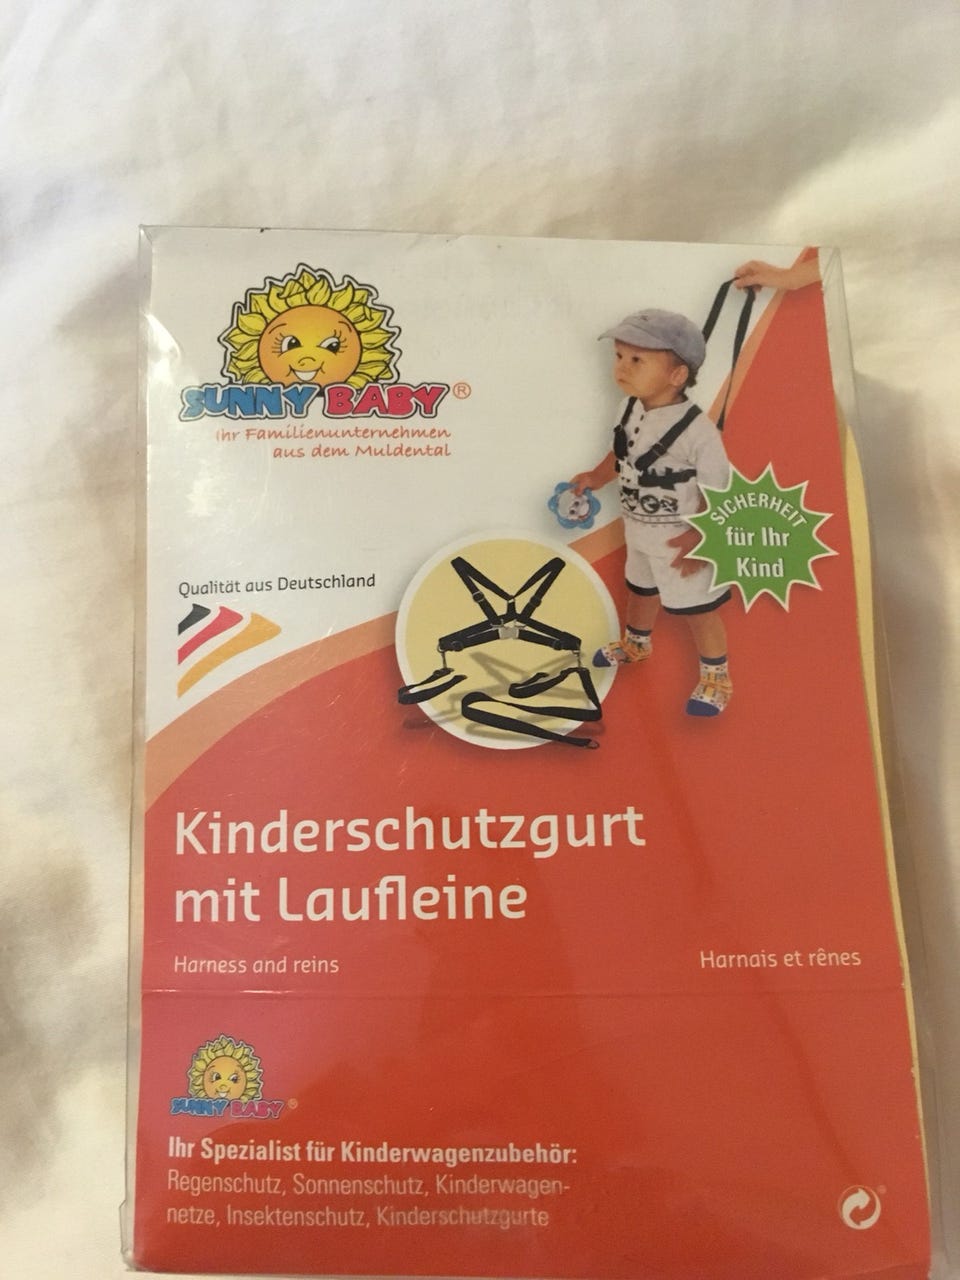 SUNNY BABY®
Ihr Familienunternehmen
aus dem Muldental
SICHERHEIT
für Ihr
Kind
Qualität aus Deutschland
Kinderschutzgurt
mit Laufleine
Harness and reins
Harnais et rênes
SUNNY BABY®
Ihr Spezialist für Kinderwagenzubehör:
Regenschutz, Sonnenschutz, Kinderwagen-
netze, Insektenschutz, Kinderschutzgurte